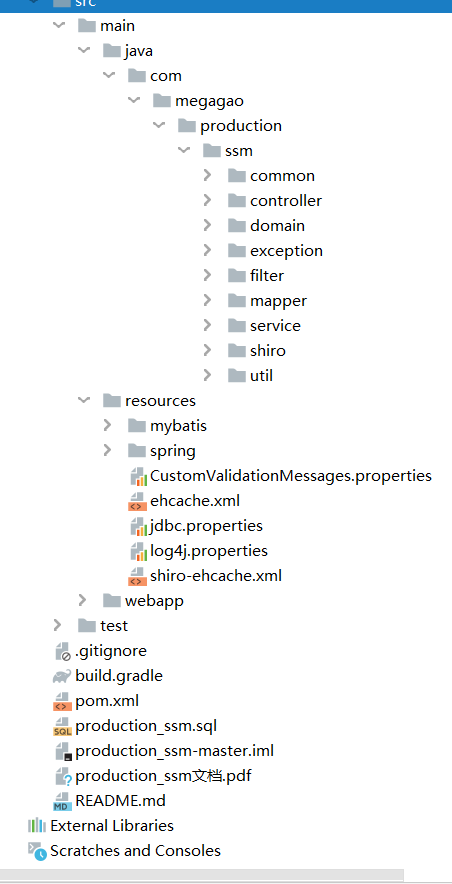 src
main
java
com
megagao
production
ssm
common
controller
domain
exception
filter
mapper
service
shiro
util
resources
mybatis
spring
CustomValidationMessages.properties
ehcache.xml
jdbc.properties
log4j.properties
shiro-ehcache.xml
webapp
test
.gitignore
build.gradle
pom.xml
production_ssm.sql
production_ssm-master.iml
production_ssm文档.pdf
README.md
External Libraries
Scratches and Consoles